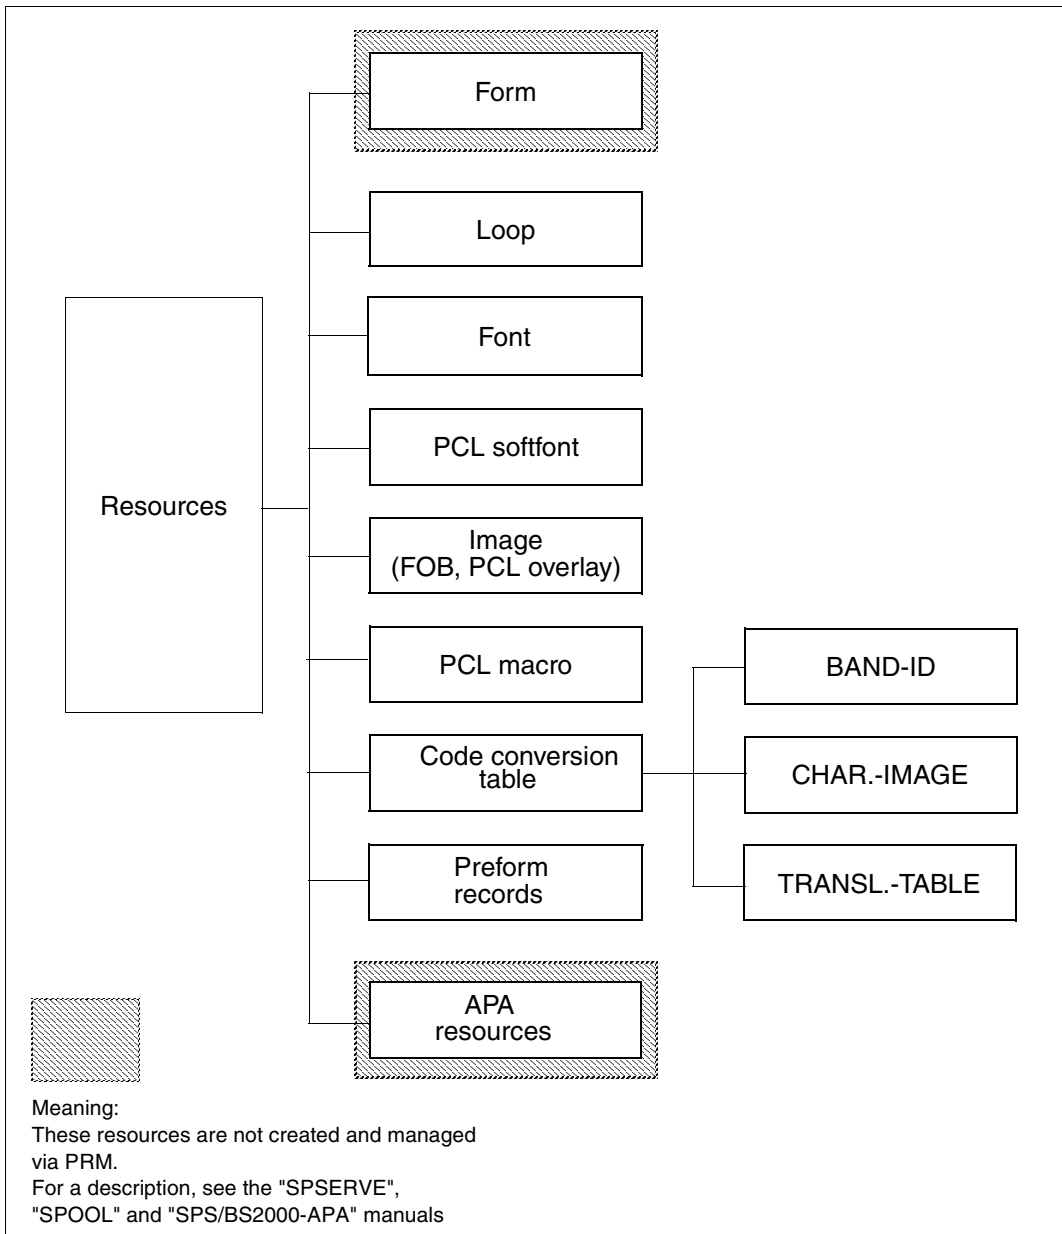 Form
Loop
Font
PCL softfont
Resources
Image
(FOB, PCL overlay)
PCL macro
BAND-ID
Code conversion
table
CHAR.-IMAGE
Preform
records
TRANSL.-TABLE
APA
resources
Meaning:
These resources are not created and managed
via PRM.
For a description, see the "SPSERVE",
"SPOOL" and "SPS/BS2000-APA" manuals